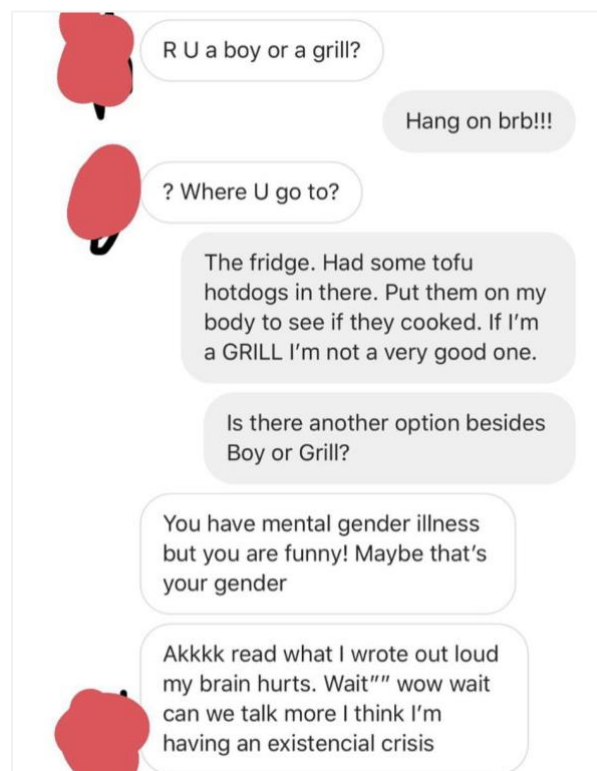 R U a boy or a grill?
Hang on brb!!!
? Where U go to?
The fridge. Had some tofu
hotdogs in there. Put them on my
body to see if they cooked. If I’m
a GRILL I’m not a very good one.
Is there another option besides
Boy or Grill?
You have mental gender illness
but you are funny! Maybe that’s
your gender
Akkkk read what I wrote out loud
my brain hurts. Wait”” wow wait
can we talk more I think I’m
having an existencial crisis